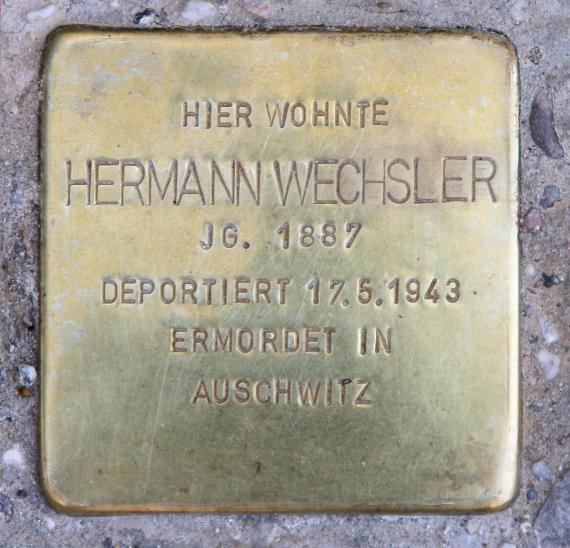 HIER WOHNTE
HERMANN WECHSLER
JG. 1887
DEPORTIERT 17.5.1943
ERMORDET IN
AUSCHWITZ